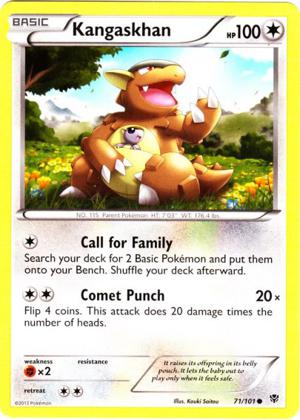 BASIC Kangaskhan HP100
NO. 115 Parent Pokémon HT: 7'03" WT: 176.4 lbs.
Call for Family
Search your deck for 2 Basic Pokémon and put them
onto your Bench. Shuffle your deck afterward.
Comet Punch 20×
Flip 4 coins. This attack does 20 damage times the
number of heads.
weakness
×2
resistance
retreat
It raises its offspring in its belly
pouch. It lets the baby out to
play only when it feels safe.
Illus. Kouki Saitou 71/101
©2013 Pokémon